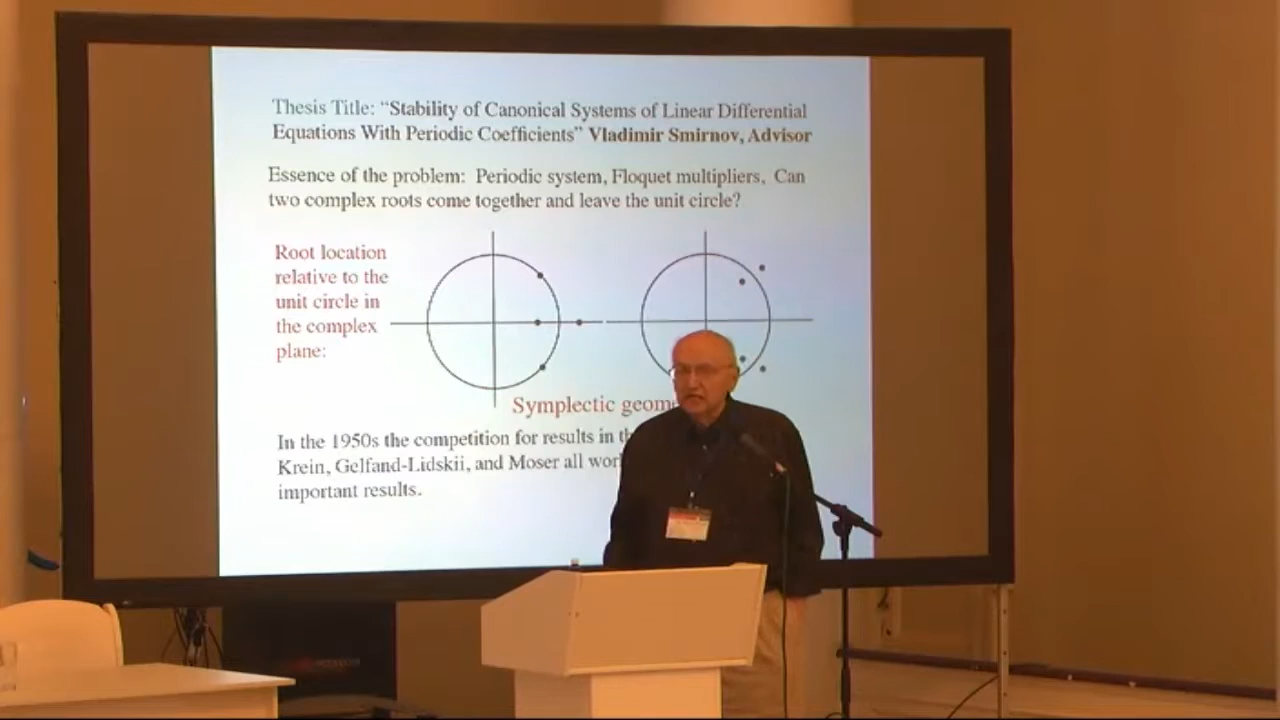 Thesis Title: “Stability of Canonical Systems of Linear Differential
Equations With Periodic Coefficients” Vladimir Smirnov, Advisor
Essence of the problem: Periodic system, Floquet multipliers, Can
two complex roots come together and leave the unit circle?
Root location
relative to the
unit circle in
the complex
plane:
Symplectic geom
In the 1950s the competition for results in th
Krein, Gelfand-Lidskii, and Moser all wor
important results.